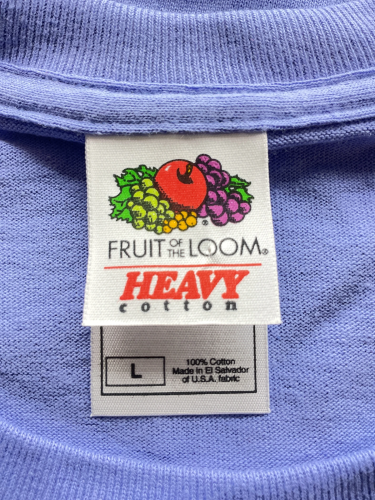 FRUIT OF THE LOOM®
HEAVY
cotton
L
100% Cotton
Made in El Salvador
of U.S.A. fabric